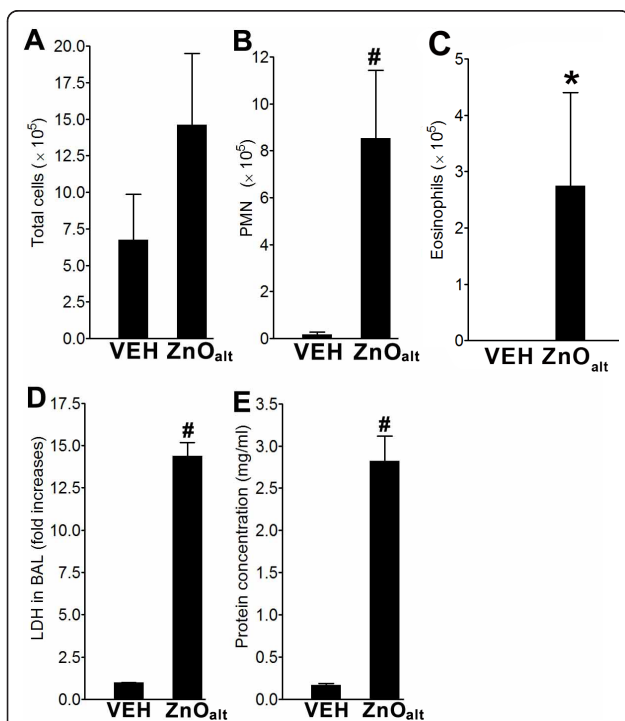 A
Total cells (× 10⁵)
20.0
17.5
15.0
12.5
10.0
7.5
5.0
2.5
0.0
VEH ZnOalt
B
PMN (× 10⁵)
12
10
8
6
4
2
0
#
VEH ZnOalt
C
Eosinophils (× 10⁵)
5
4
3
2
1
0
*
VEH ZnOalt
D
LDH in BAL (fold increases)
17.5
15.0
12.5
10.0
7.5
5.0
2.5
0.0
#
VEH ZnOalt
E
Protein concentration (mg/ml)
3.5
3.0
2.5
2.0
1.5
1.0
0.5
0.0
#
VEH ZnOalt